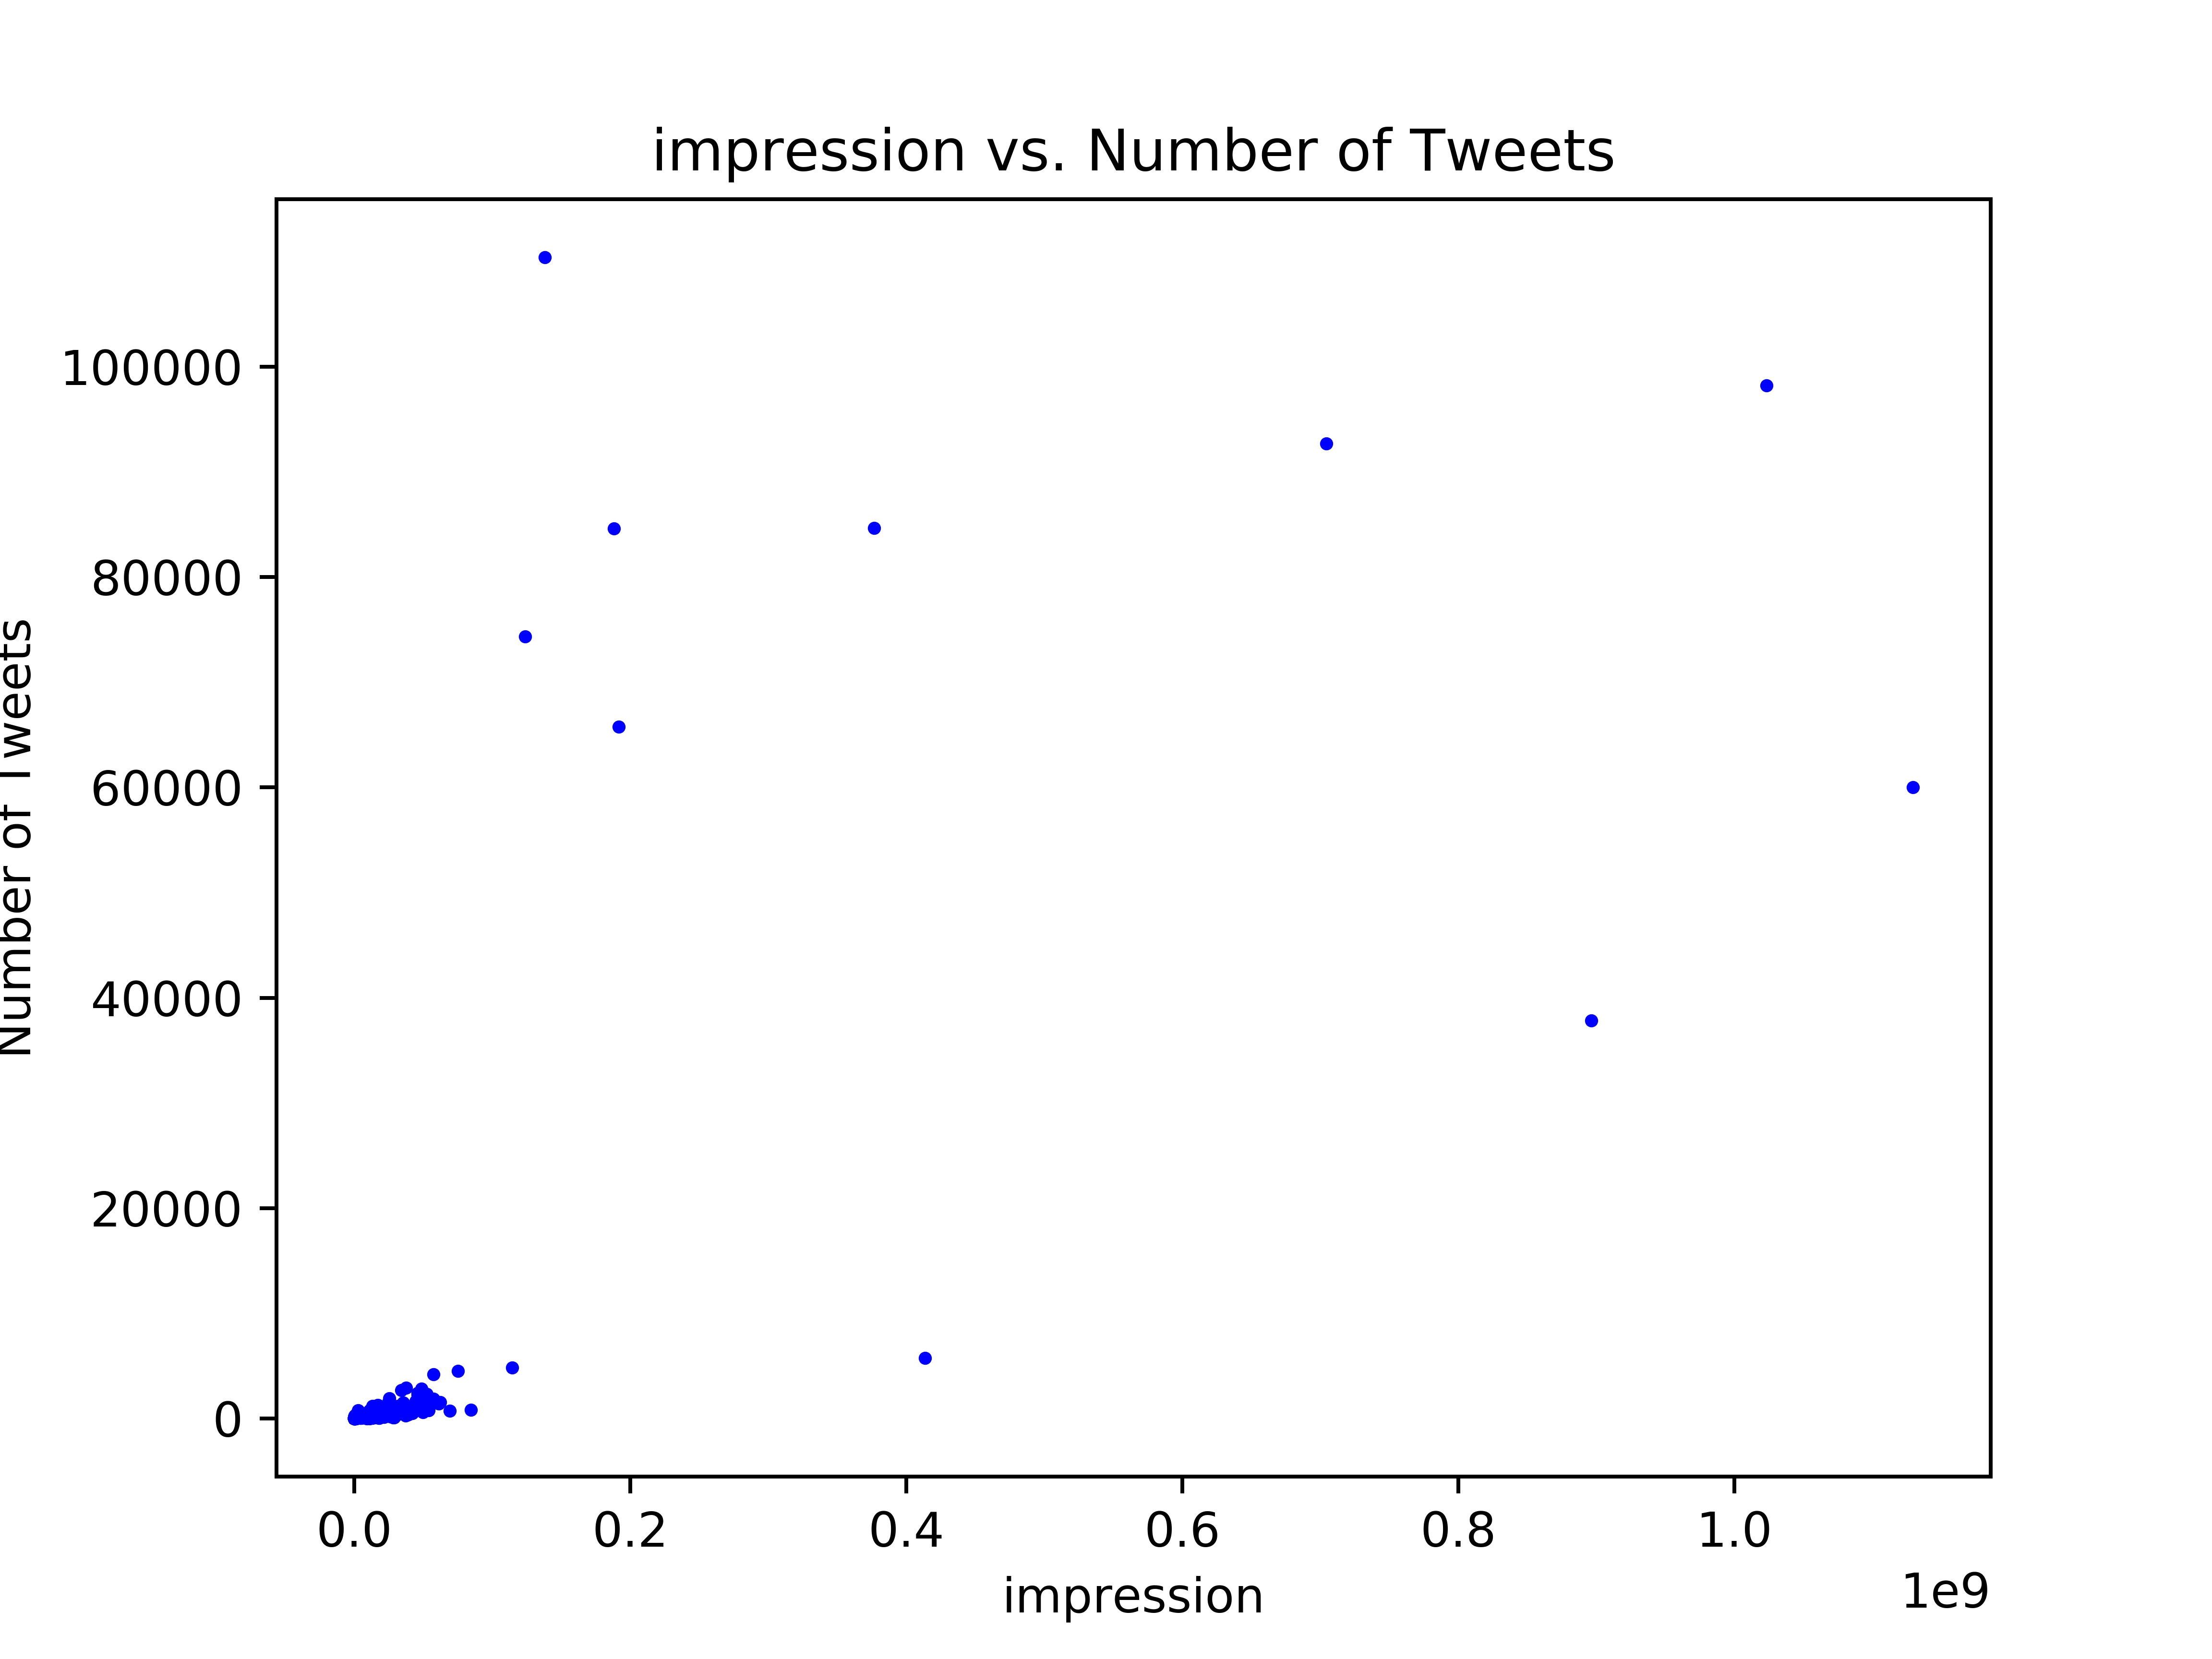 impression vs. Number of Tweets
100000
80000
60000
40000
20000
0
Number of Tweets
0.0 0.2 0.4 0.6 0.8 1.0
impression
1e9